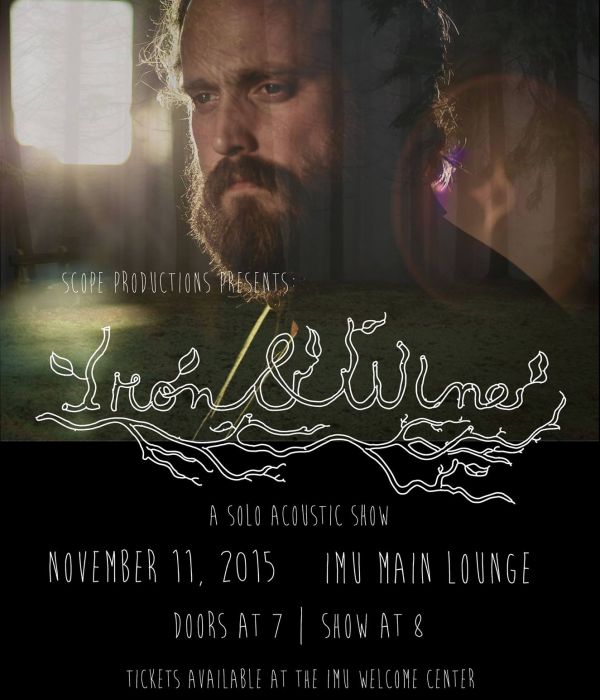 SCOPE PRODUCTIONS PRESENTS:
Iron & Wine
A SOLO ACOUSTIC SHOW
NOVEMBER 11, 2015 IMU MAIN LOUNGE
DOORS AT 7 | SHOW AT 8
TICKETS AVAILABLE AT THE IMU WELCOME CENTER